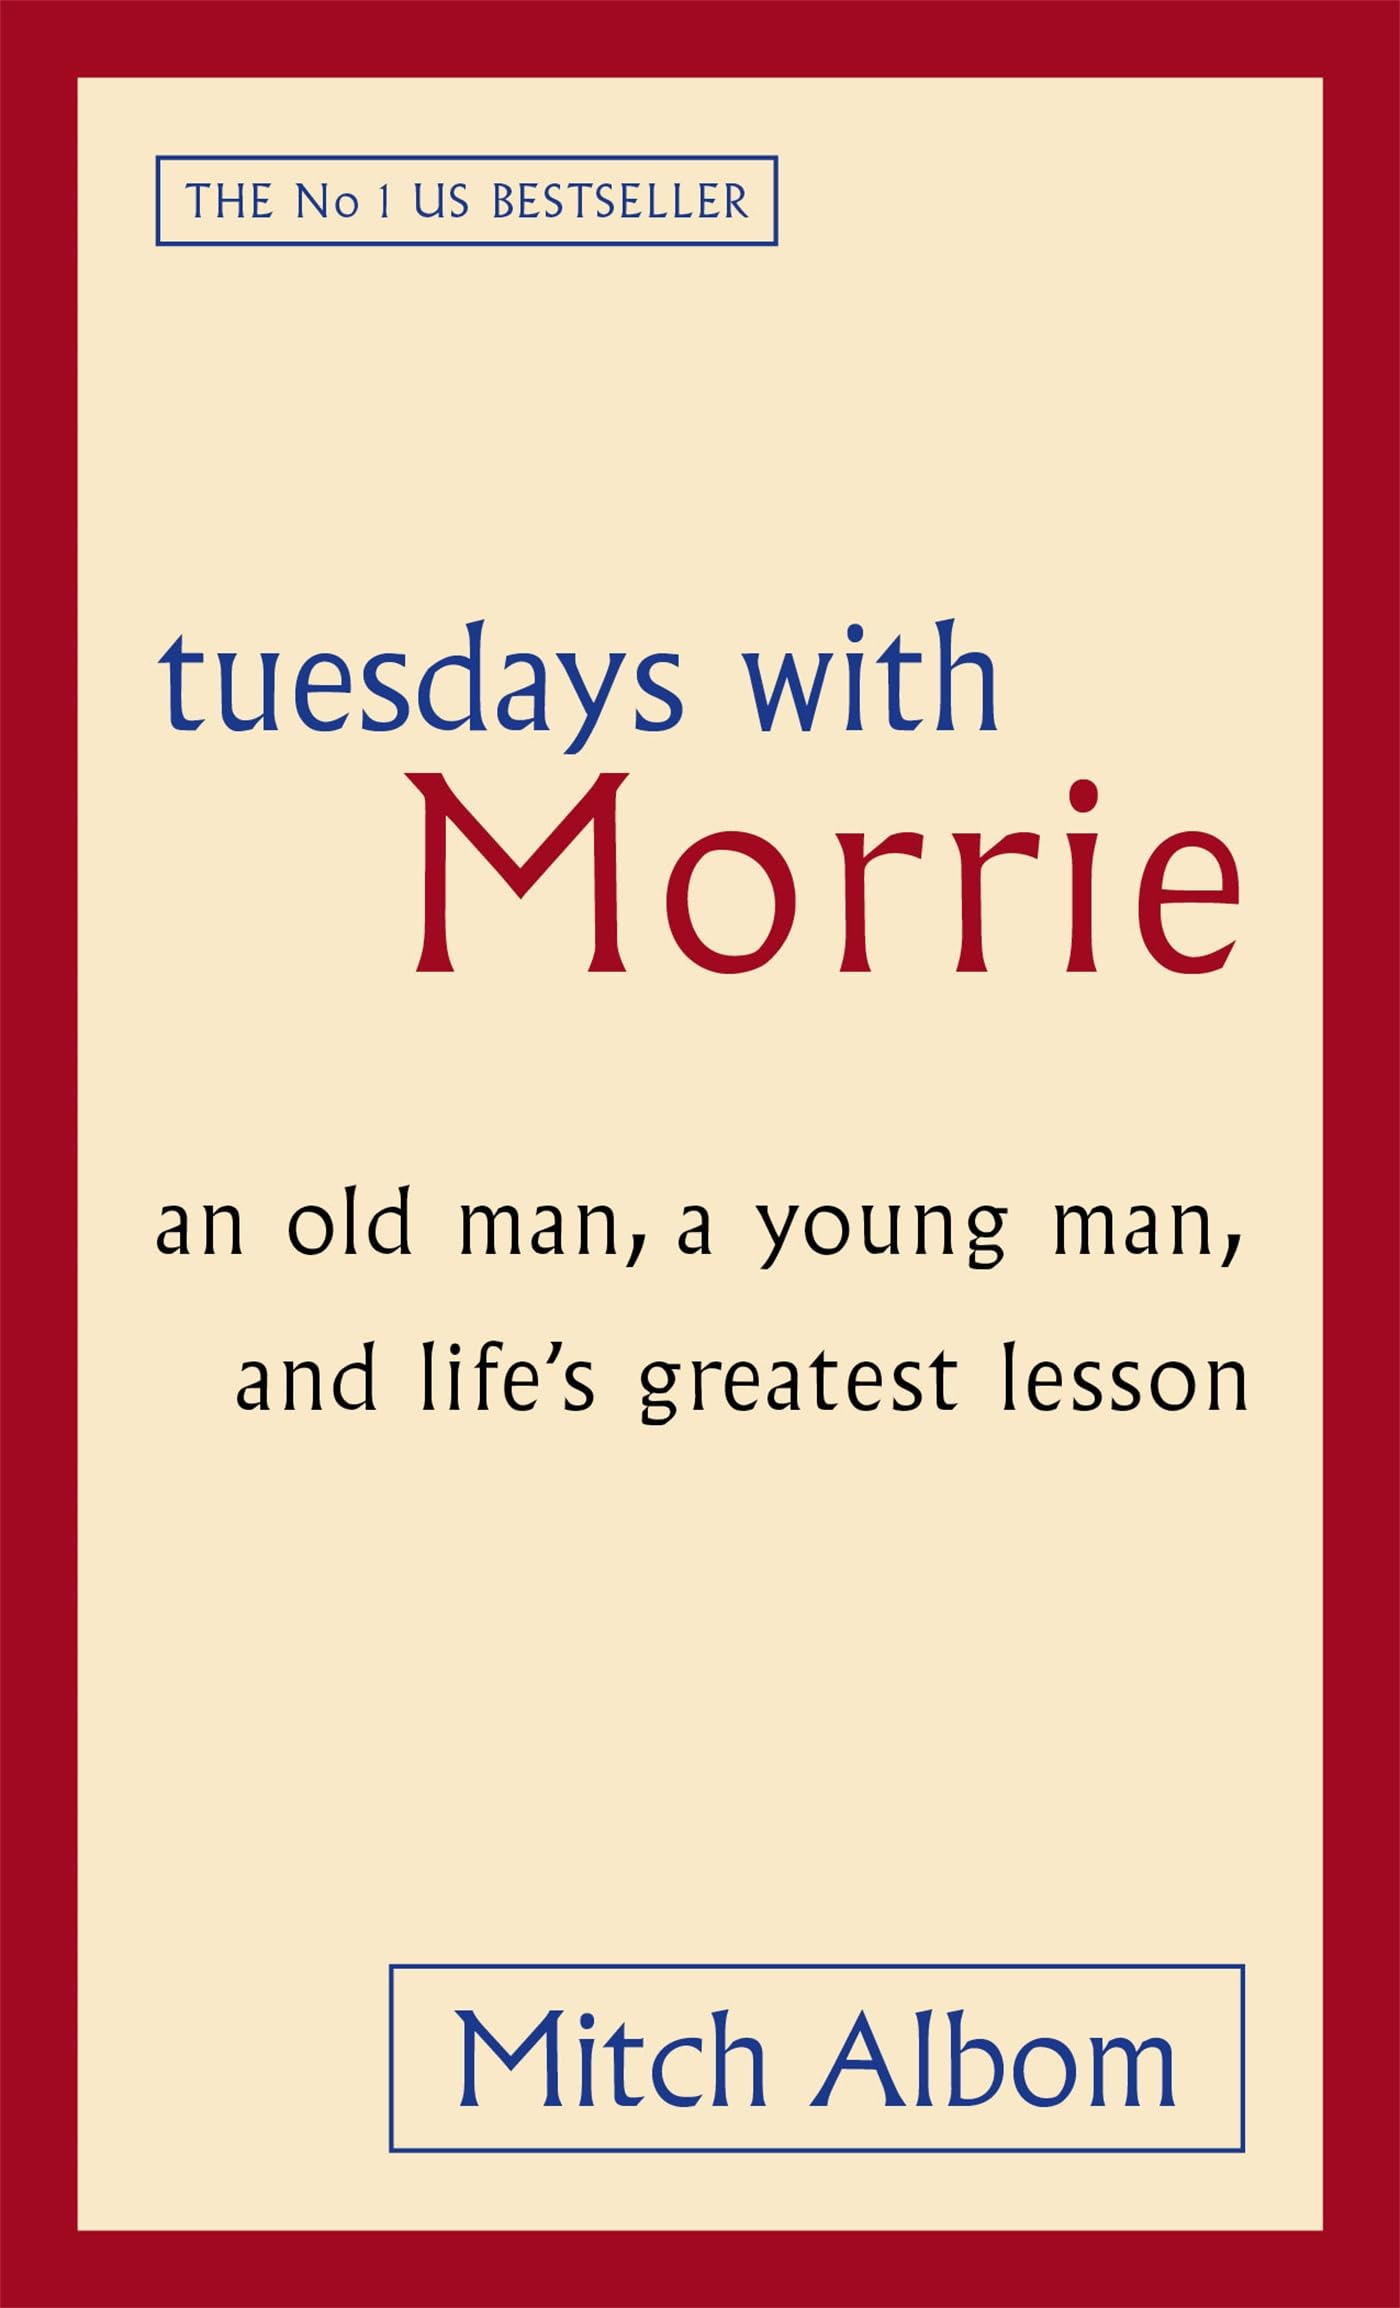 THE No 1 US BESTSELLER
tuesdays with
Morrie
an old man, a young man,
and life’s greatest lesson
Mitch Albom